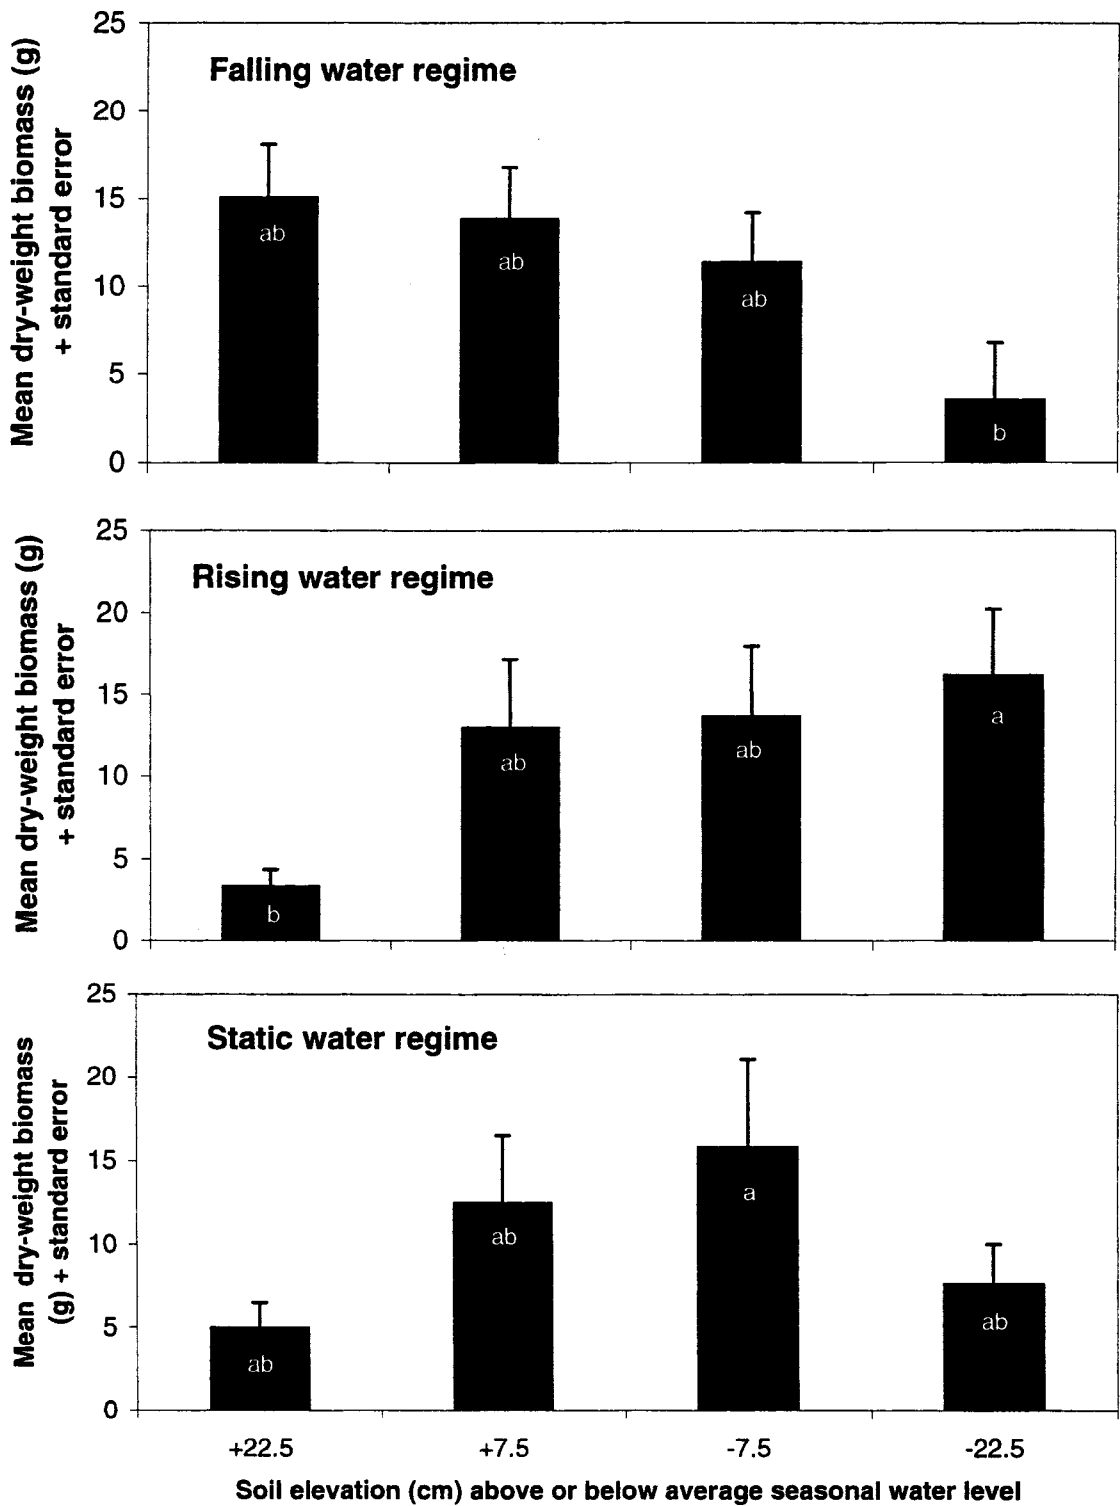 Mean dry-weight biomass (g)
+ standard error
25
20
15
10
5
0
Falling water regime
ab
ab
ab
b
Mean dry-weight biomass (g)
+ standard error
25
20
15
10
5
0
Rising water regime
b
ab
ab
a
Mean dry-weight biomass
(g) + standard error
25
20
15
10
5
0
Static water regime
ab
ab
a
ab
+22.5
+7.5
-7.5
-22.5
Soil elevation (cm) above or below average seasonal water level